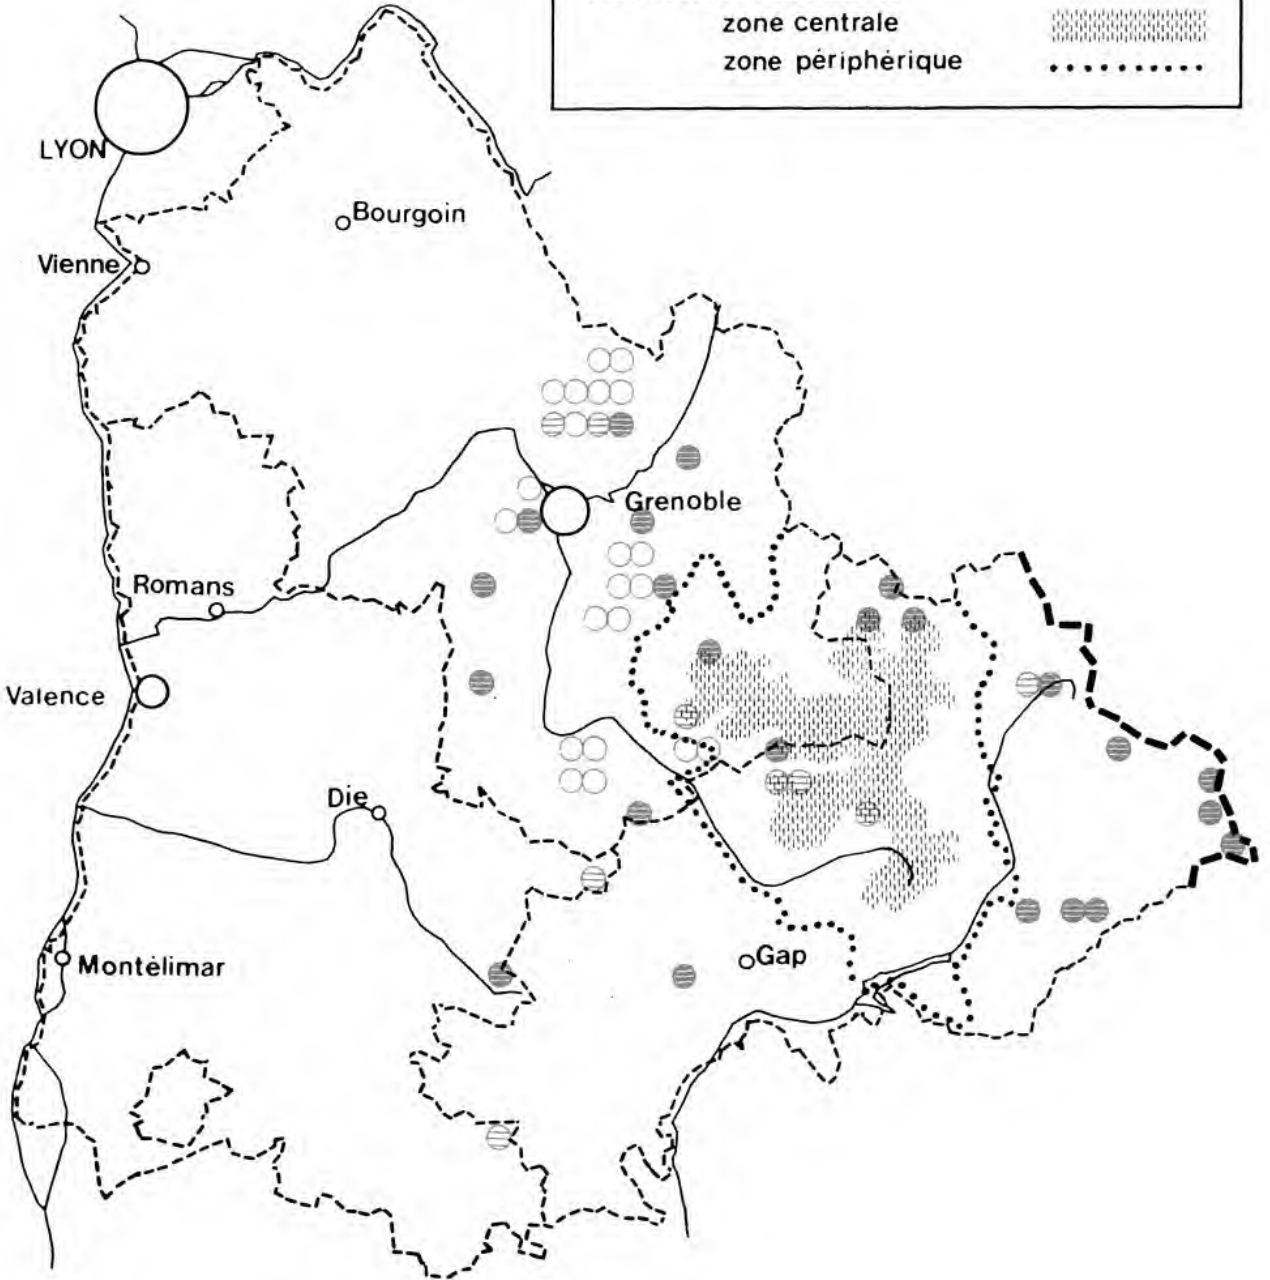 zone centrale
zone périphérique
LYON
Bourgoin
Vienne
Grenoble
Romans
Valence
Die
Gap
Montélimar